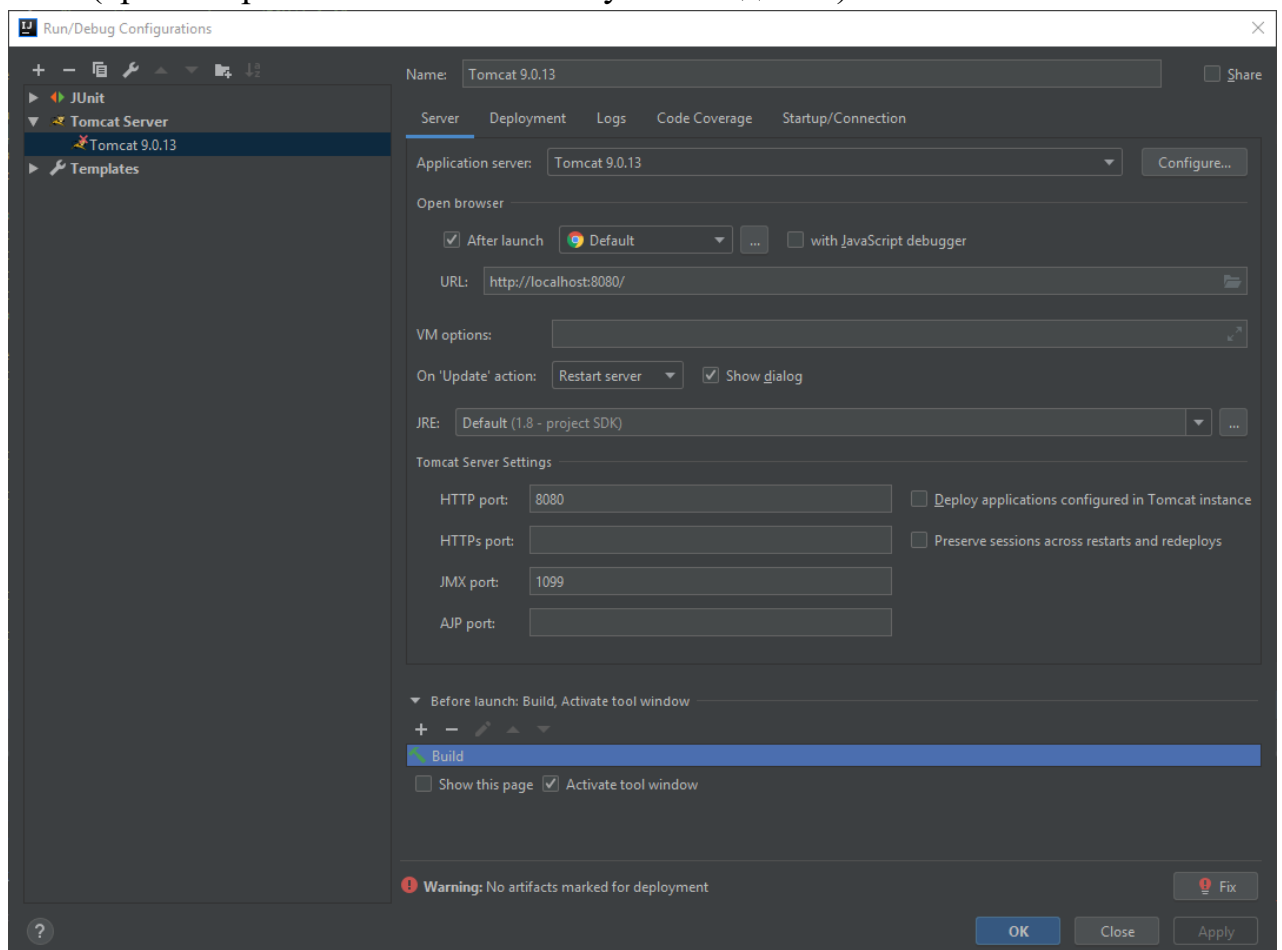 Run/Debug Configurations
JUnit
Tomcat Server
Tomcat 9.0.13
Templates
Name: Tomcat 9.0.13
Share
Server Deployment Logs Code Coverage Startup/Connection
Application server: Tomcat 9.0.13 Configure...
Open browser
After launch Default ... with JavaScript debugger
URL: http://localhost:8080/
VM options:
On 'Update' action: Restart server Show dialog
JRE: Default (1.8 - project SDK) ...
Tomcat Server Settings
HTTP port: 8080 Deploy applications configured in Tomcat instance
HTTPs port: Preserve sessions across restarts and redeploys
JMX port: 1099
AJP port:
Before launch: Build, Activate tool window
Build
Show this page Activate tool window
Warning: No artifacts marked for deployment Fix
? OK Close Apply